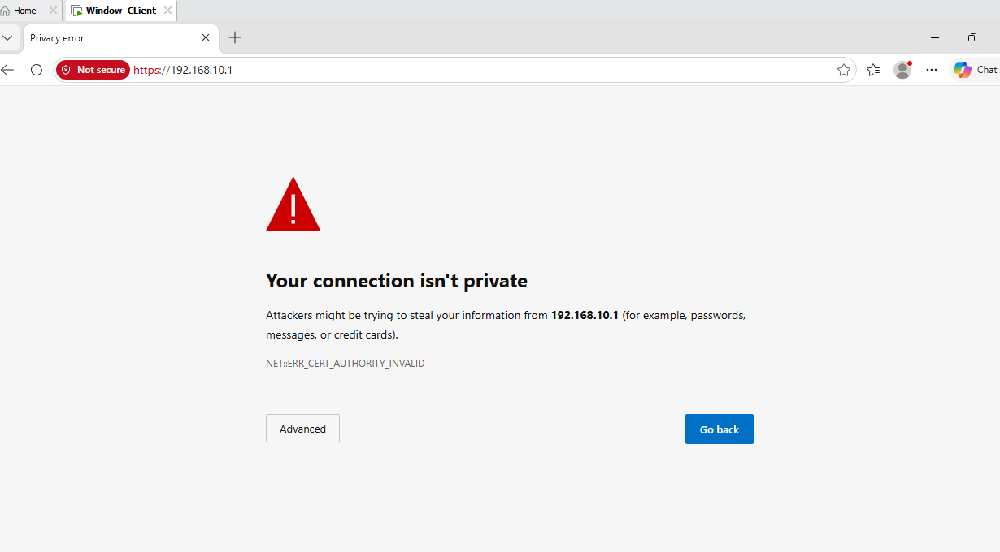 Home
Window_CLient
Privacy error
Not secure https://192.168.10.1
Chat
Your connection isn't private
Attackers might be trying to steal your information from 192.168.10.1 (for example, passwords,
messages, or credit cards).
NET::ERR_CERT_AUTHORITY_INVALID
Advanced
Go back